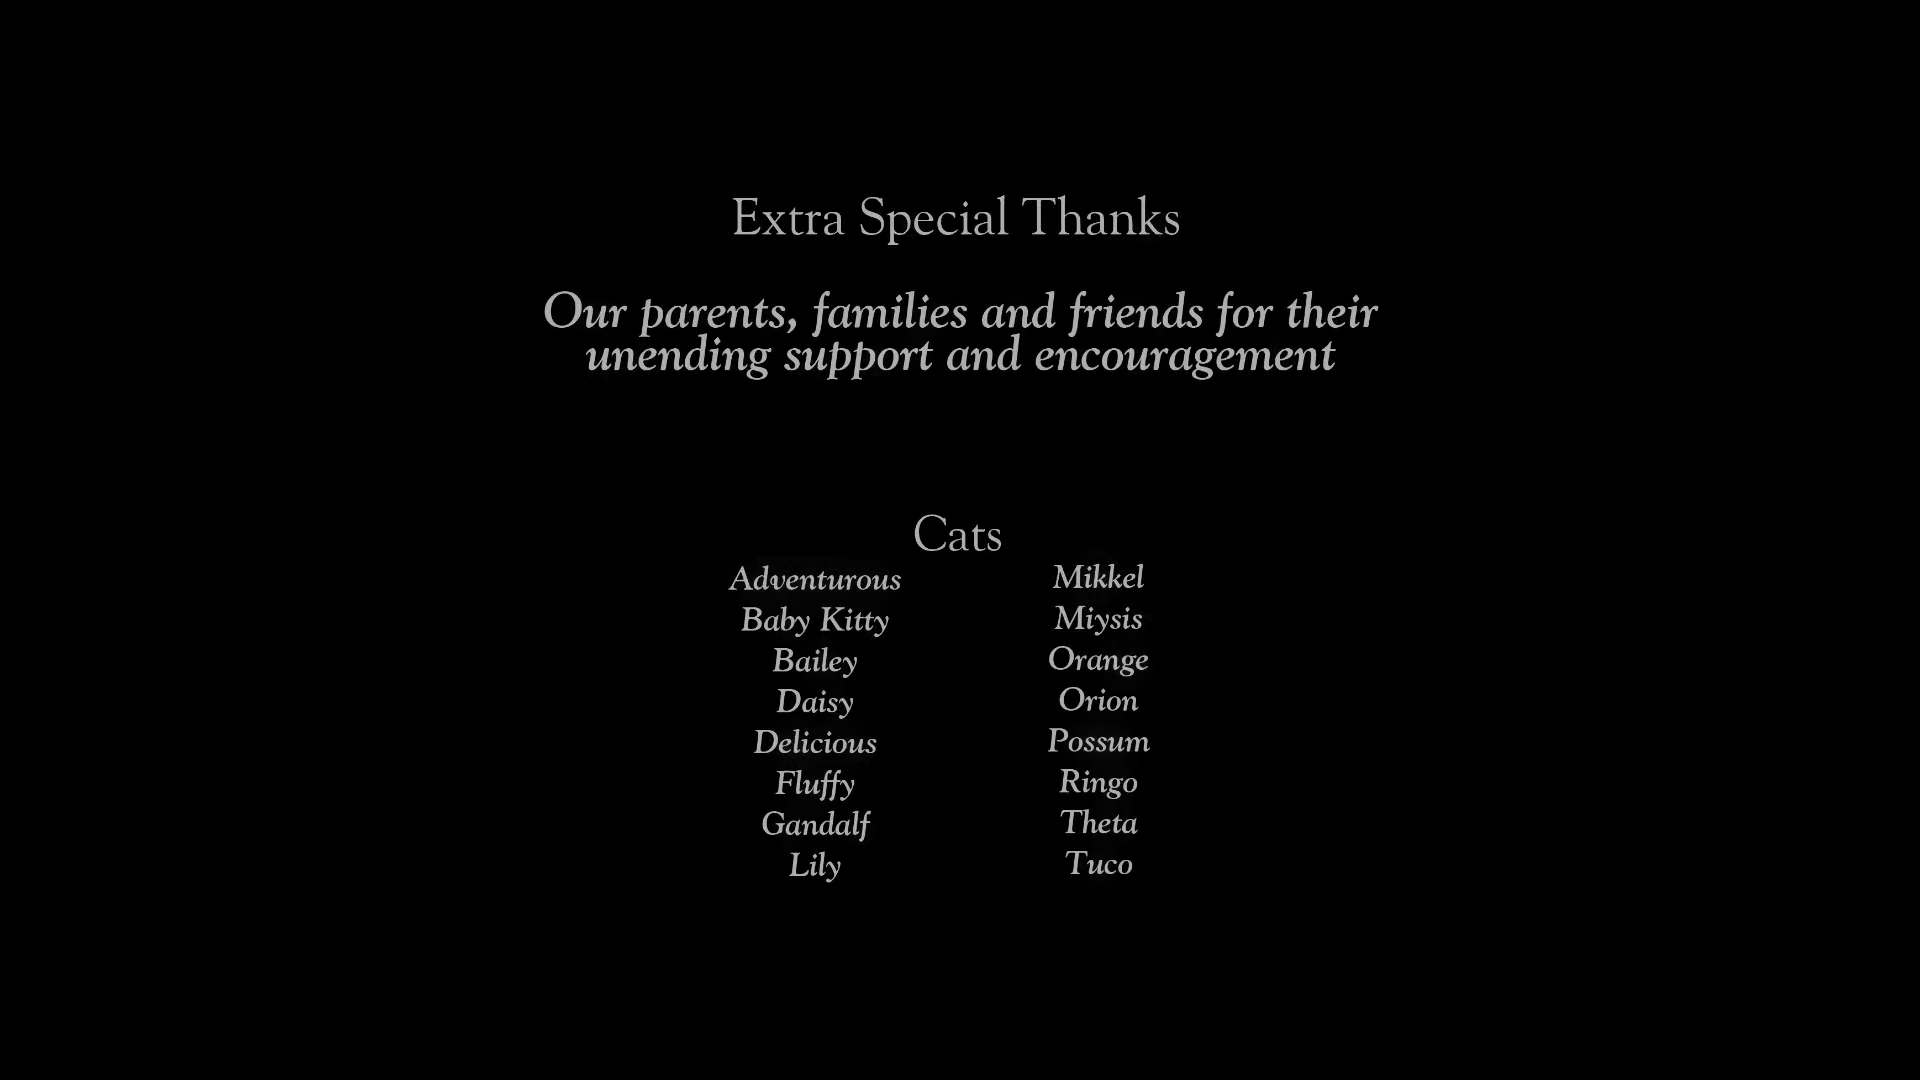 Extra Special Thanks
Our parents, families and friends for their
unending support and encouragement
Cats
Adventurous
Baby Kitty
Bailey
Daisy
Delicious
Fluffy
Gandalf
Lily
Mikkel
Miysis
Orange
Orion
Possum
Ringo
Theta
Tuco